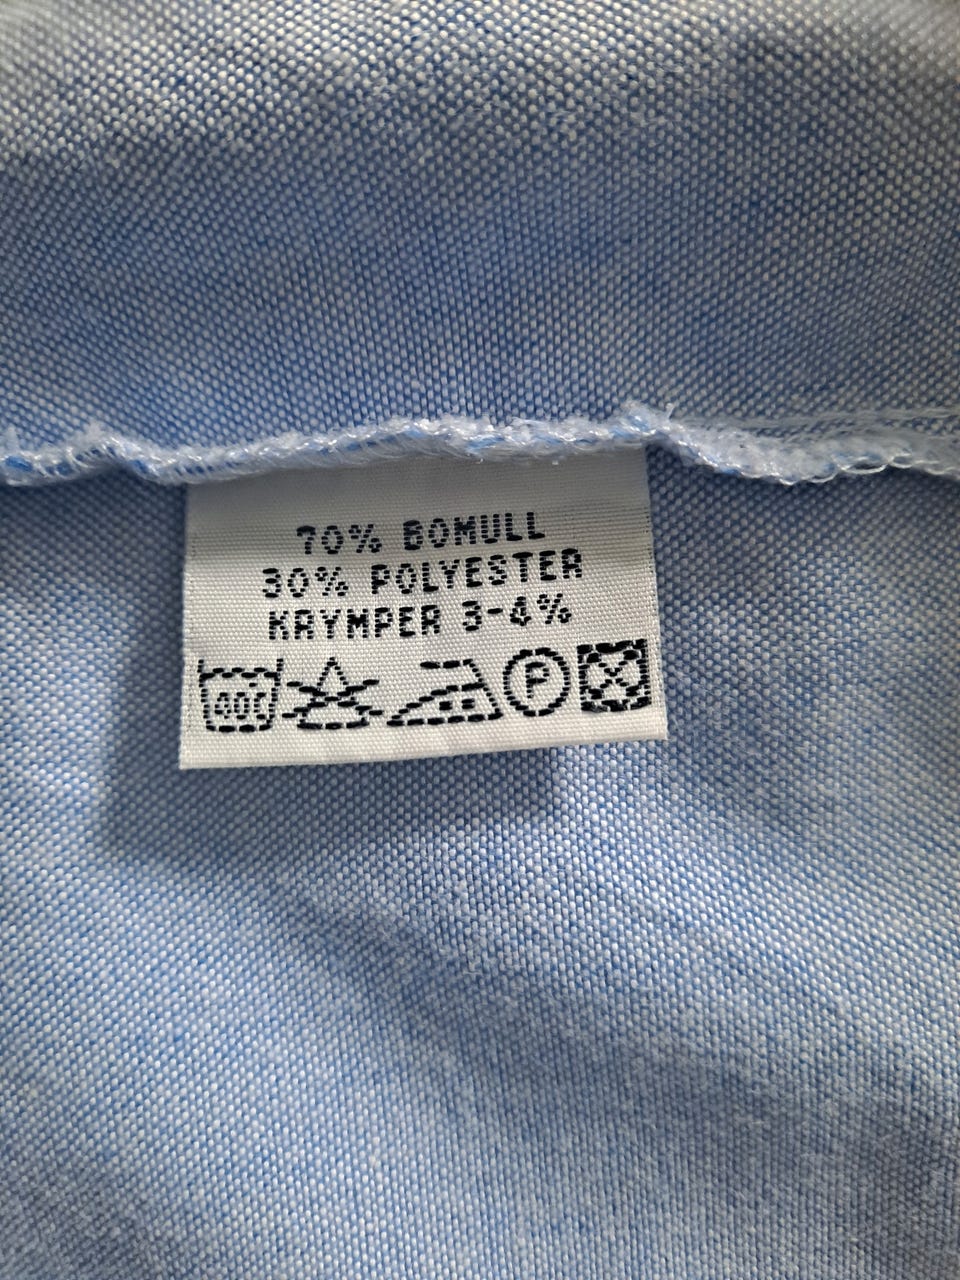 70% BOMULL
30% POLYESTER
KRYMPER 3-4%
40C P